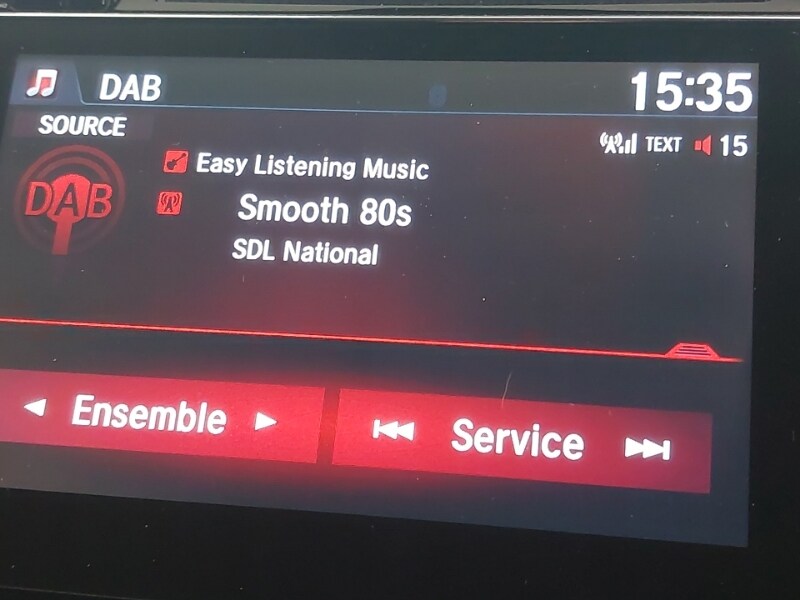 DAB
15:35
SOURCE
TEXT
15
DAB
Easy Listening Music
Smooth 80s
SDL National
Ensemble
Service